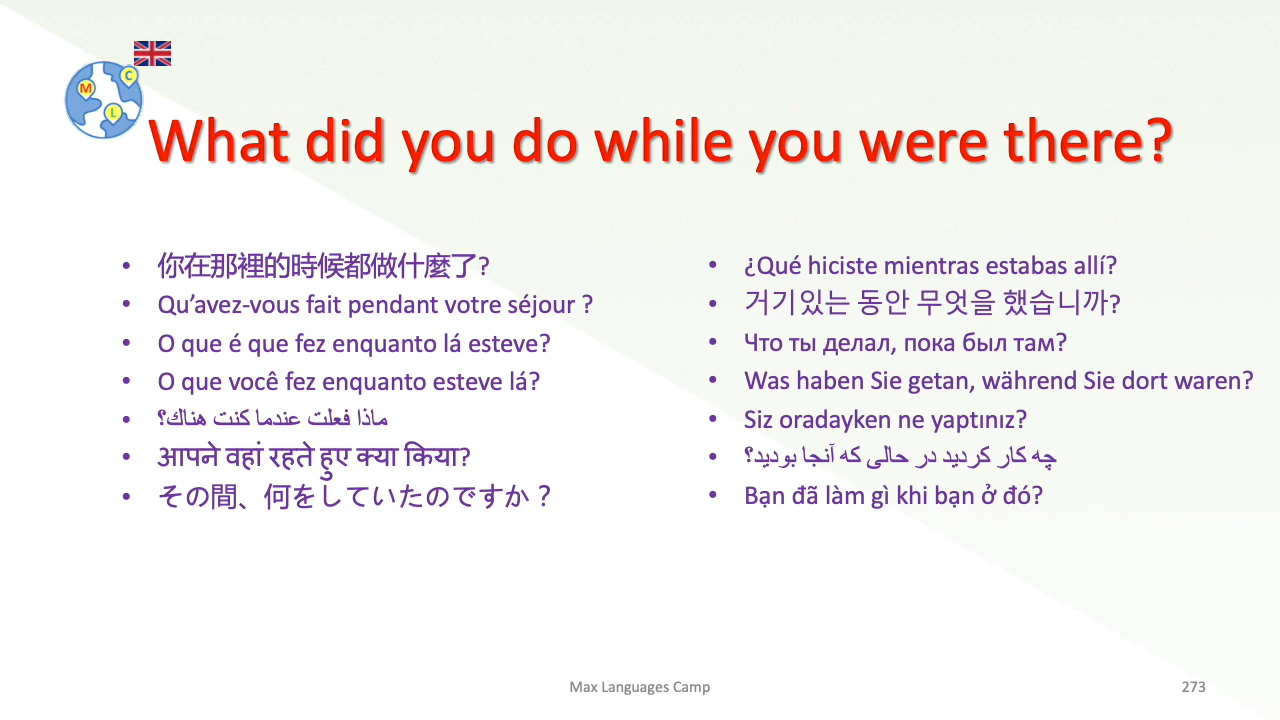 M
C
L
What did you do while you were there?
你在那裡的時候都做什麼了?
Qu’avez-vous fait pendant votre séjour ?
O que é que fez enquanto lá esteve?
O que você fez enquanto esteve lá?
ماذا فعلت عندما كنت هناك؟
आपने वहां रहते हुए क्या किया?
その間、何をしていたのですか？
¿Qué hiciste mientras estabas allí?
거기있는 동안 무엇을 했습니까?
Что ты делал, пока был там?
Was haben Sie getan, während Sie dort waren?
Siz oradayken ne yaptınız?
چه کار کردید در حالی که آنجا بودید؟
Bạn đã làm gì khi bạn ở đó?
Max Languages Camp
273